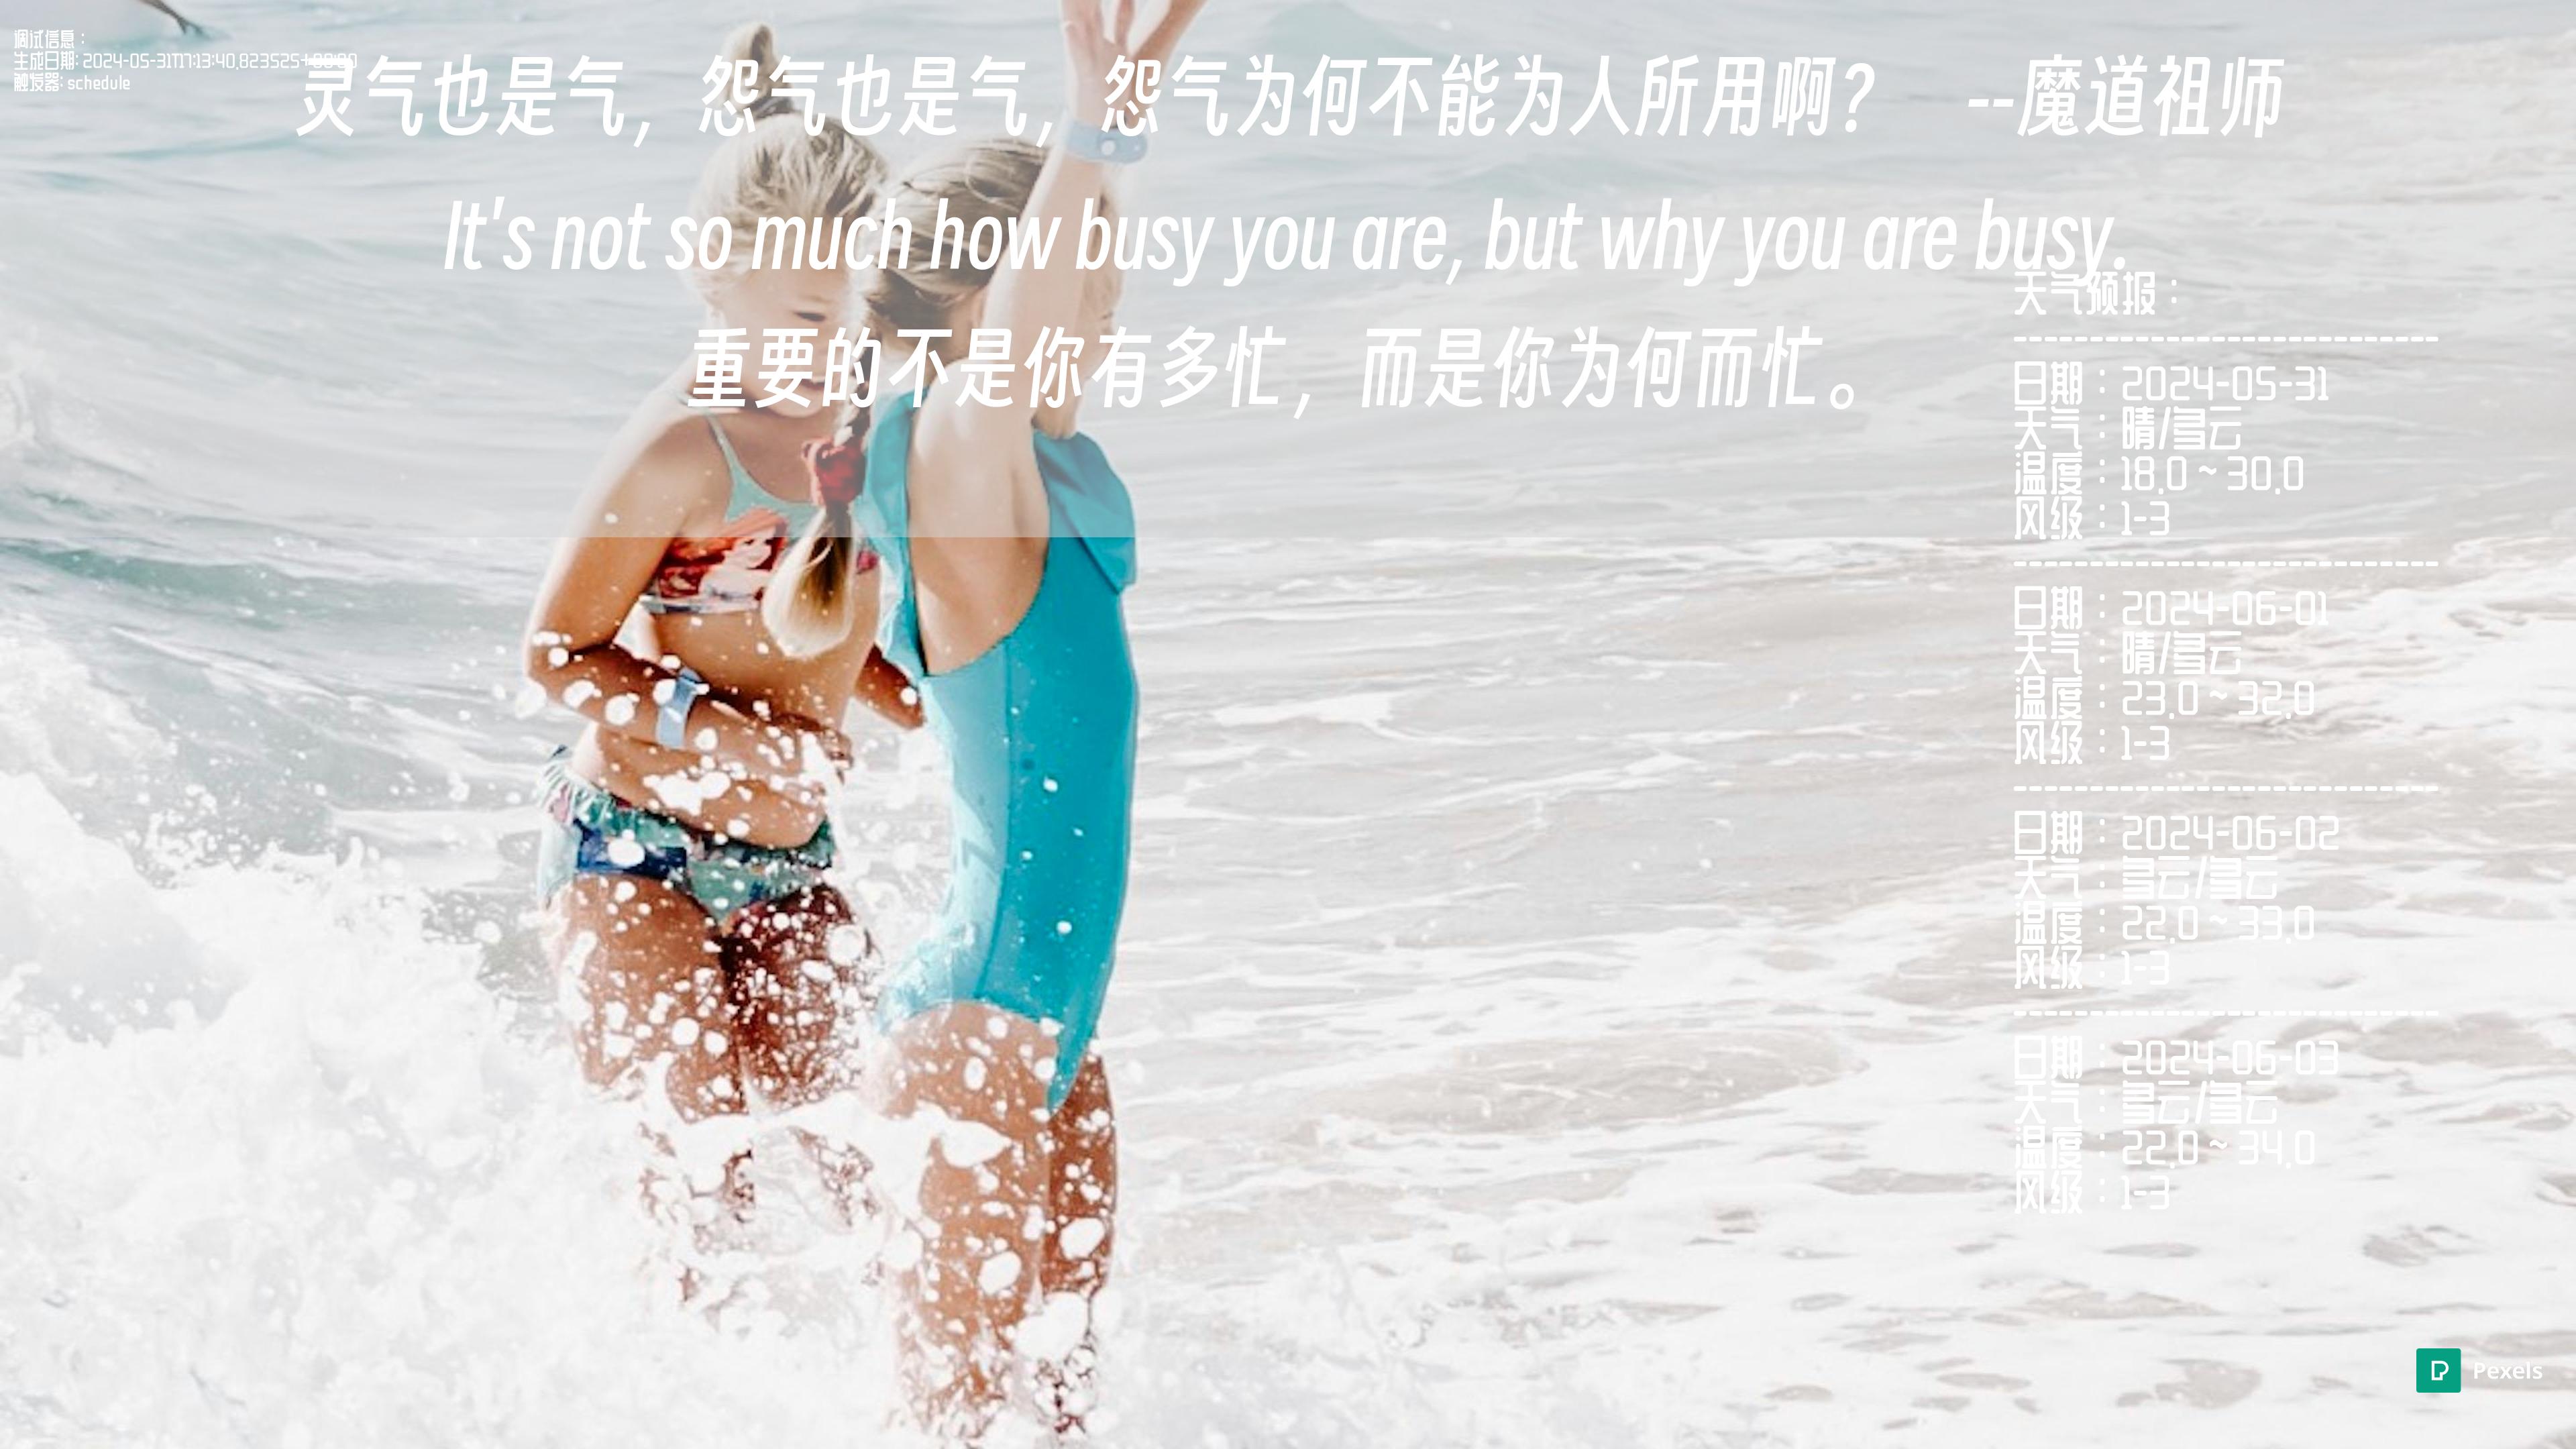 调试信息：
生成日期: 2024-05-31T17:13:40.823525+08:00
触发器: schedule
灵气也是气，怨气也是气，怨气为何不能为人所用啊？ --魔道祖师
It's not so much how busy you are, but why you are busy.
重要的不是你有多忙，而是你为何而忙。
天气预报：
------------------------------
日期：2024-05-31
天气：晴/多云
温度：18.0 ~ 30.0
风级：1-3
------------------------------
日期：2024-06-01
天气：晴/多云
温度：23.0 ~ 32.0
风级：1-3
------------------------------
日期：2024-06-02
天气：多云/多云
温度：22.0 ~ 33.0
风级：1-3
------------------------------
日期：2024-06-03
天气：多云/多云
温度：22.0 ~ 34.0
风级：1-3
Pexels